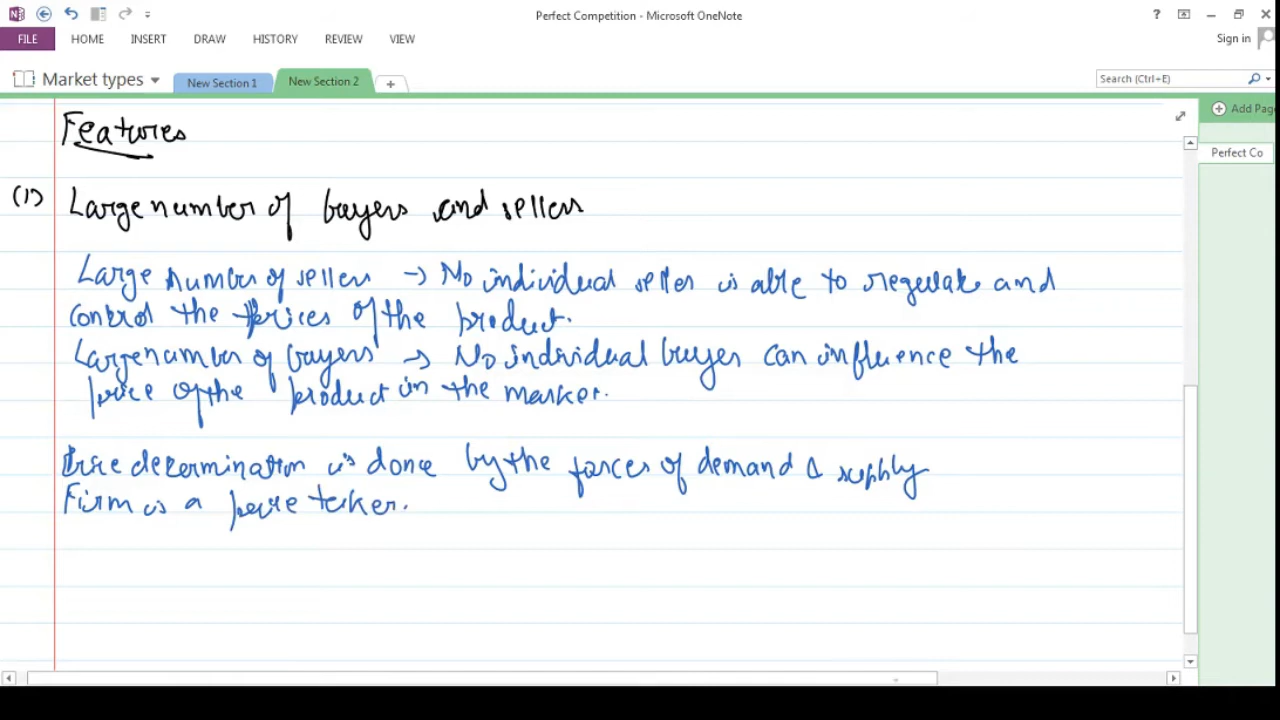 Perfect Competition - Microsoft OneNote
Sign in
FILE HOME INSERT DRAW HISTORY REVIEW VIEW
Market types New Section 1 New Section 2 Search (Ctrl+E)
Add Pag
Perfect Co
Features
(1) Large number of buyers and sellers
Large number of sellers → No individual seller is able to regulate and
control the prices of the product.
Large number of buyers → No individual buyer can influence the
price of the product in the market.
Price determination is done by the forces of demand & supply
Firm is a price taker.